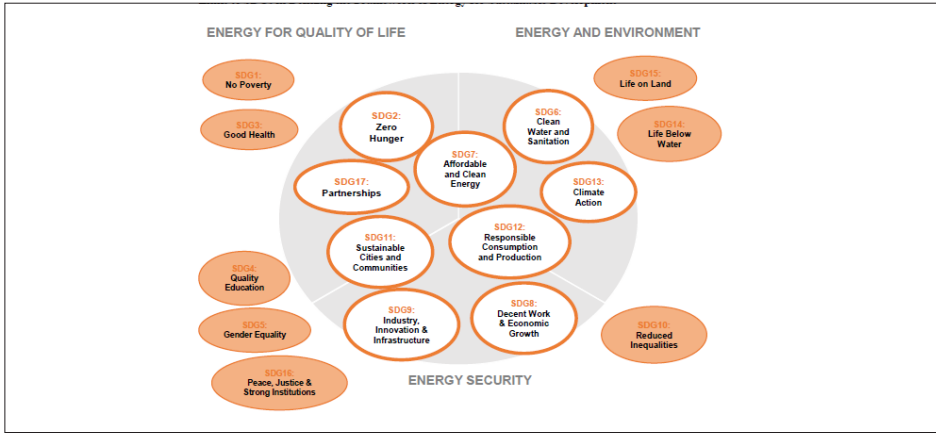 ENERGY FOR QUALITY OF LIFE
ENERGY AND ENVIRONMENT
SDG1:
No Poverty
SDG3:
Good Health
SDG2:
Zero
Hunger
SDG17:
Partnerships
SDG7:
Affordable
and Clean
Energy
SDG6:
Clean
Water and
Sanitation
SDG15:
Life on Land
SDG14:
Life Below
Water
SDG13:
Climate
Action
SDG11:
Sustainable
Cities and
Communities
SDG12:
Responsible
Consumption
and Production
SDG4:
Quality
Education
SDG5:
Gender Equality
SDG16:
Peace, Justice &
Strong Institutions
SDG9:
Industry,
Innovation &
Infrastructure
SDG8:
Decent Work
& Economic
Growth
SDG10:
Reduced
Inequalities
ENERGY SECURITY